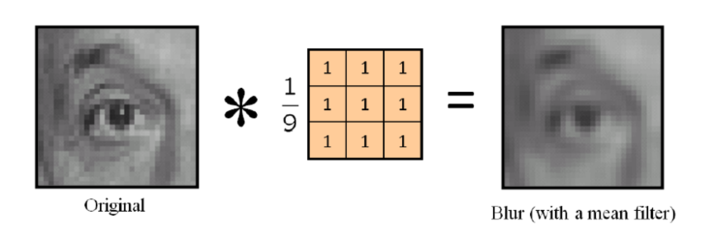 * 1/9 =
1 1 1
1 1 1
1 1 1
Original
Blur (with a mean filter)